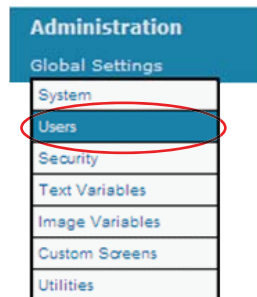 Administration
Global Settings
System
Users
Security
Text Variables
Image Variables
Custom Screens
Utilities